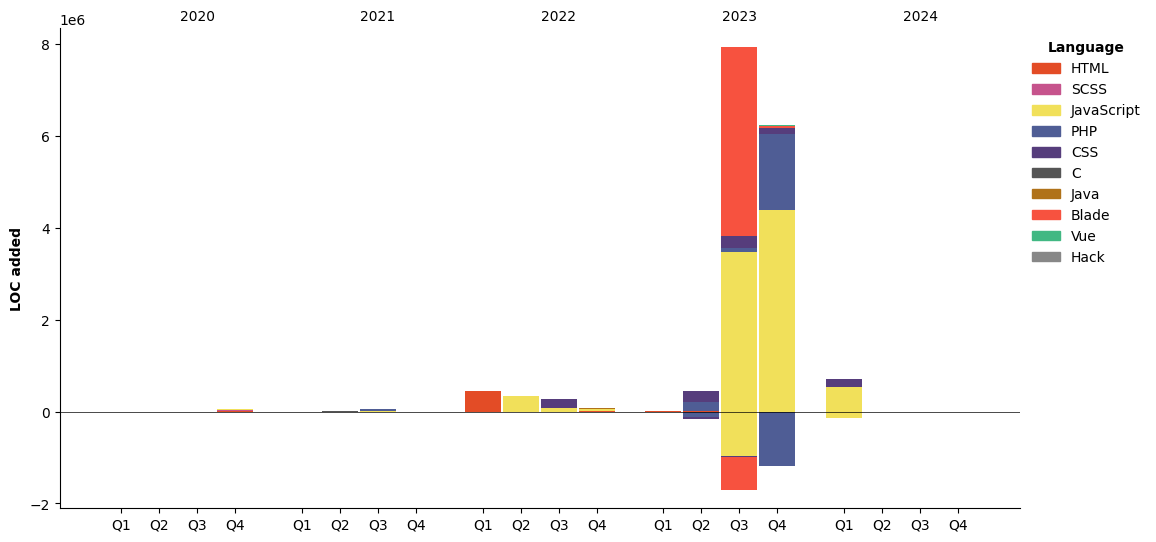 1e6
2020 2021 2022 2023 2024
8
6
4
2
0
−2
LOC added
Q1 Q2 Q3 Q4 Q1 Q2 Q3 Q4 Q1 Q2 Q3 Q4 Q1 Q2 Q3 Q4 Q1 Q2 Q3 Q4
Language
HTML
SCSS
JavaScript
PHP
CSS
C
Java
Blade
Vue
Hack